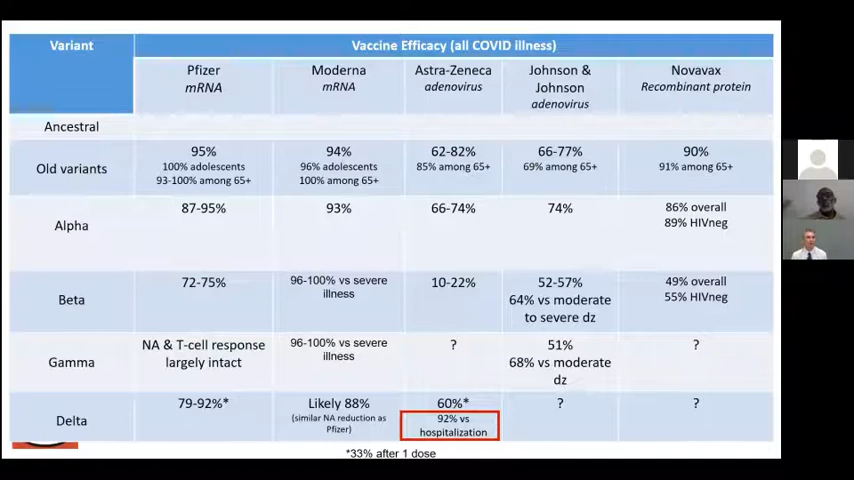 Variant
Vaccine Efficacy (all COVID illness)
Pfizer
mRNA
Moderna
mRNA
Astra-Zeneca
adenovirus
Johnson &
Johnson
adenovirus
Novavax
Recombinant protein
Ancestral
Old variants
95%
100% adolescents
93-100% among 65+
94%
96% adolescents
100% among 65+
62-82%
85% among 65+
66-77%
69% among 65+
90%
91% among 65+
Alpha
87-95%
93%
66-74%
74%
86% overall
89% HIVneg
Beta
72-75%
96-100% vs severe
illness
10-22%
52-57%
64% vs moderate
to severe dz
49% overall
55% HIVneg
Gamma
NA & T-cell response
largely intact
96-100% vs severe
illness
?
51%
68% vs moderate
dz
?
Delta
79-92%*
Likely 88%
(similar NA reduction as
Pfizer)
60%*
92% vs
hospitalization
?
?
*33% after 1 dose